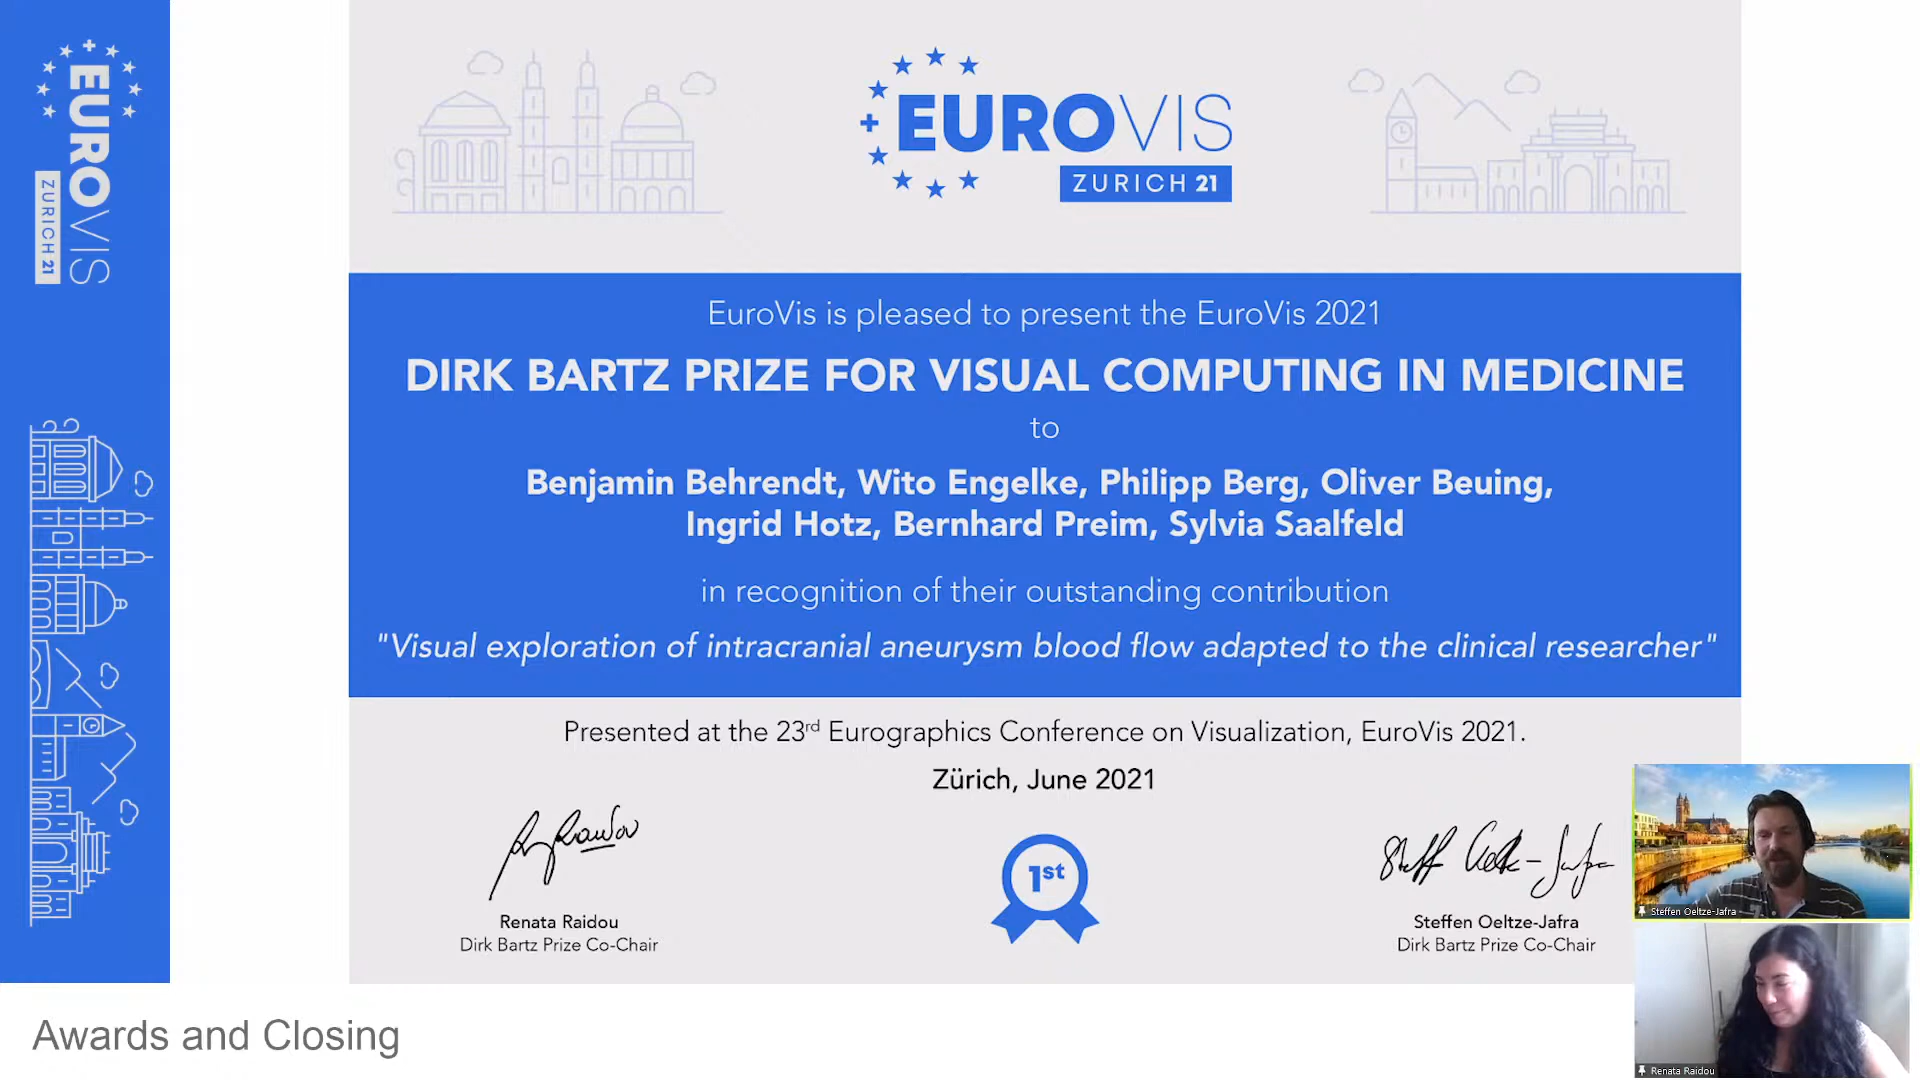 EUROVIS
ZURICH 21
EUROVIS
ZURICH 21
EuroVis is pleased to present the EuroVis 2021
DIRK BARTZ PRIZE FOR VISUAL COMPUTING IN MEDICINE
to
Benjamin Behrendt, Wito Engelke, Philipp Berg, Oliver Beuing,
Ingrid Hotz, Bernhard Preim, Sylvia Saalfeld
in recognition of their outstanding contribution
"Visual exploration of intracranial aneurysm blood flow adapted to the clinical researcher"
Presented at the 23rd Eurographics Conference on Visualization, EuroVis 2021.
Zürich, June 2021
1st
Renata Raidou
Dirk Bartz Prize Co-Chair
Steffen Oeltze-Jafra
Dirk Bartz Prize Co-Chair
Steffen Oeltze-Jafra
Renata Raidou
Awards and Closing